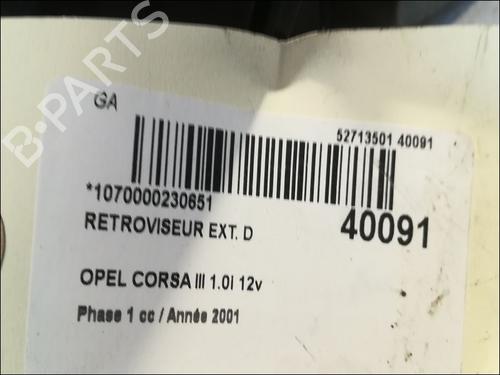 B-PARTS
GA
52713501 40091
*1070000230651
RETROVISEUR EXT. D
40091
OPEL CORSA III 1.0I 12v
Phase 1 cc / Année 2001